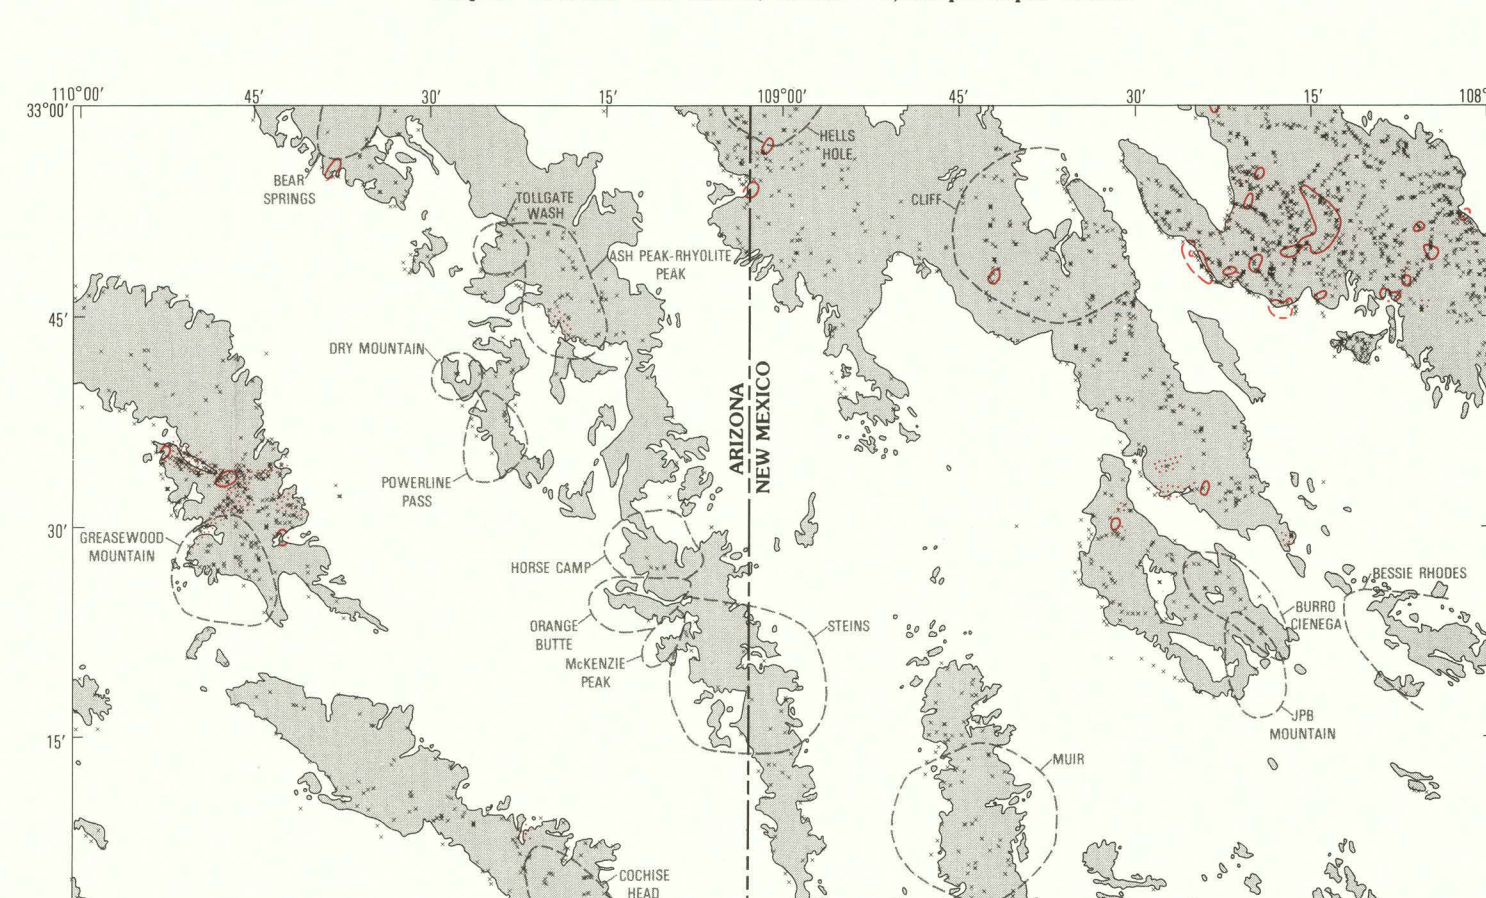 110°00′
45′
30′
15′
109°00′
45′
30′
15′
108°
33°00′
HELLS
HOLE
BEAR
SPRINGS
TOLLGATE
WASH
CLIFF
ASH PEAK-RHYOLITE
PEAK
45′
DRY MOUNTAIN
ARIZONA
NEW MEXICO
POWERLINE
PASS
30′
GREASEWOOD
MOUNTAIN
HORSE CAMP
BESSIE RHODES
BURRO
CIENEGA
ORANGE
BUTTE
STEINS
McKENZIE
PEAK
JPB
MOUNTAIN
15′
MUIR
COCHISE
HEAD